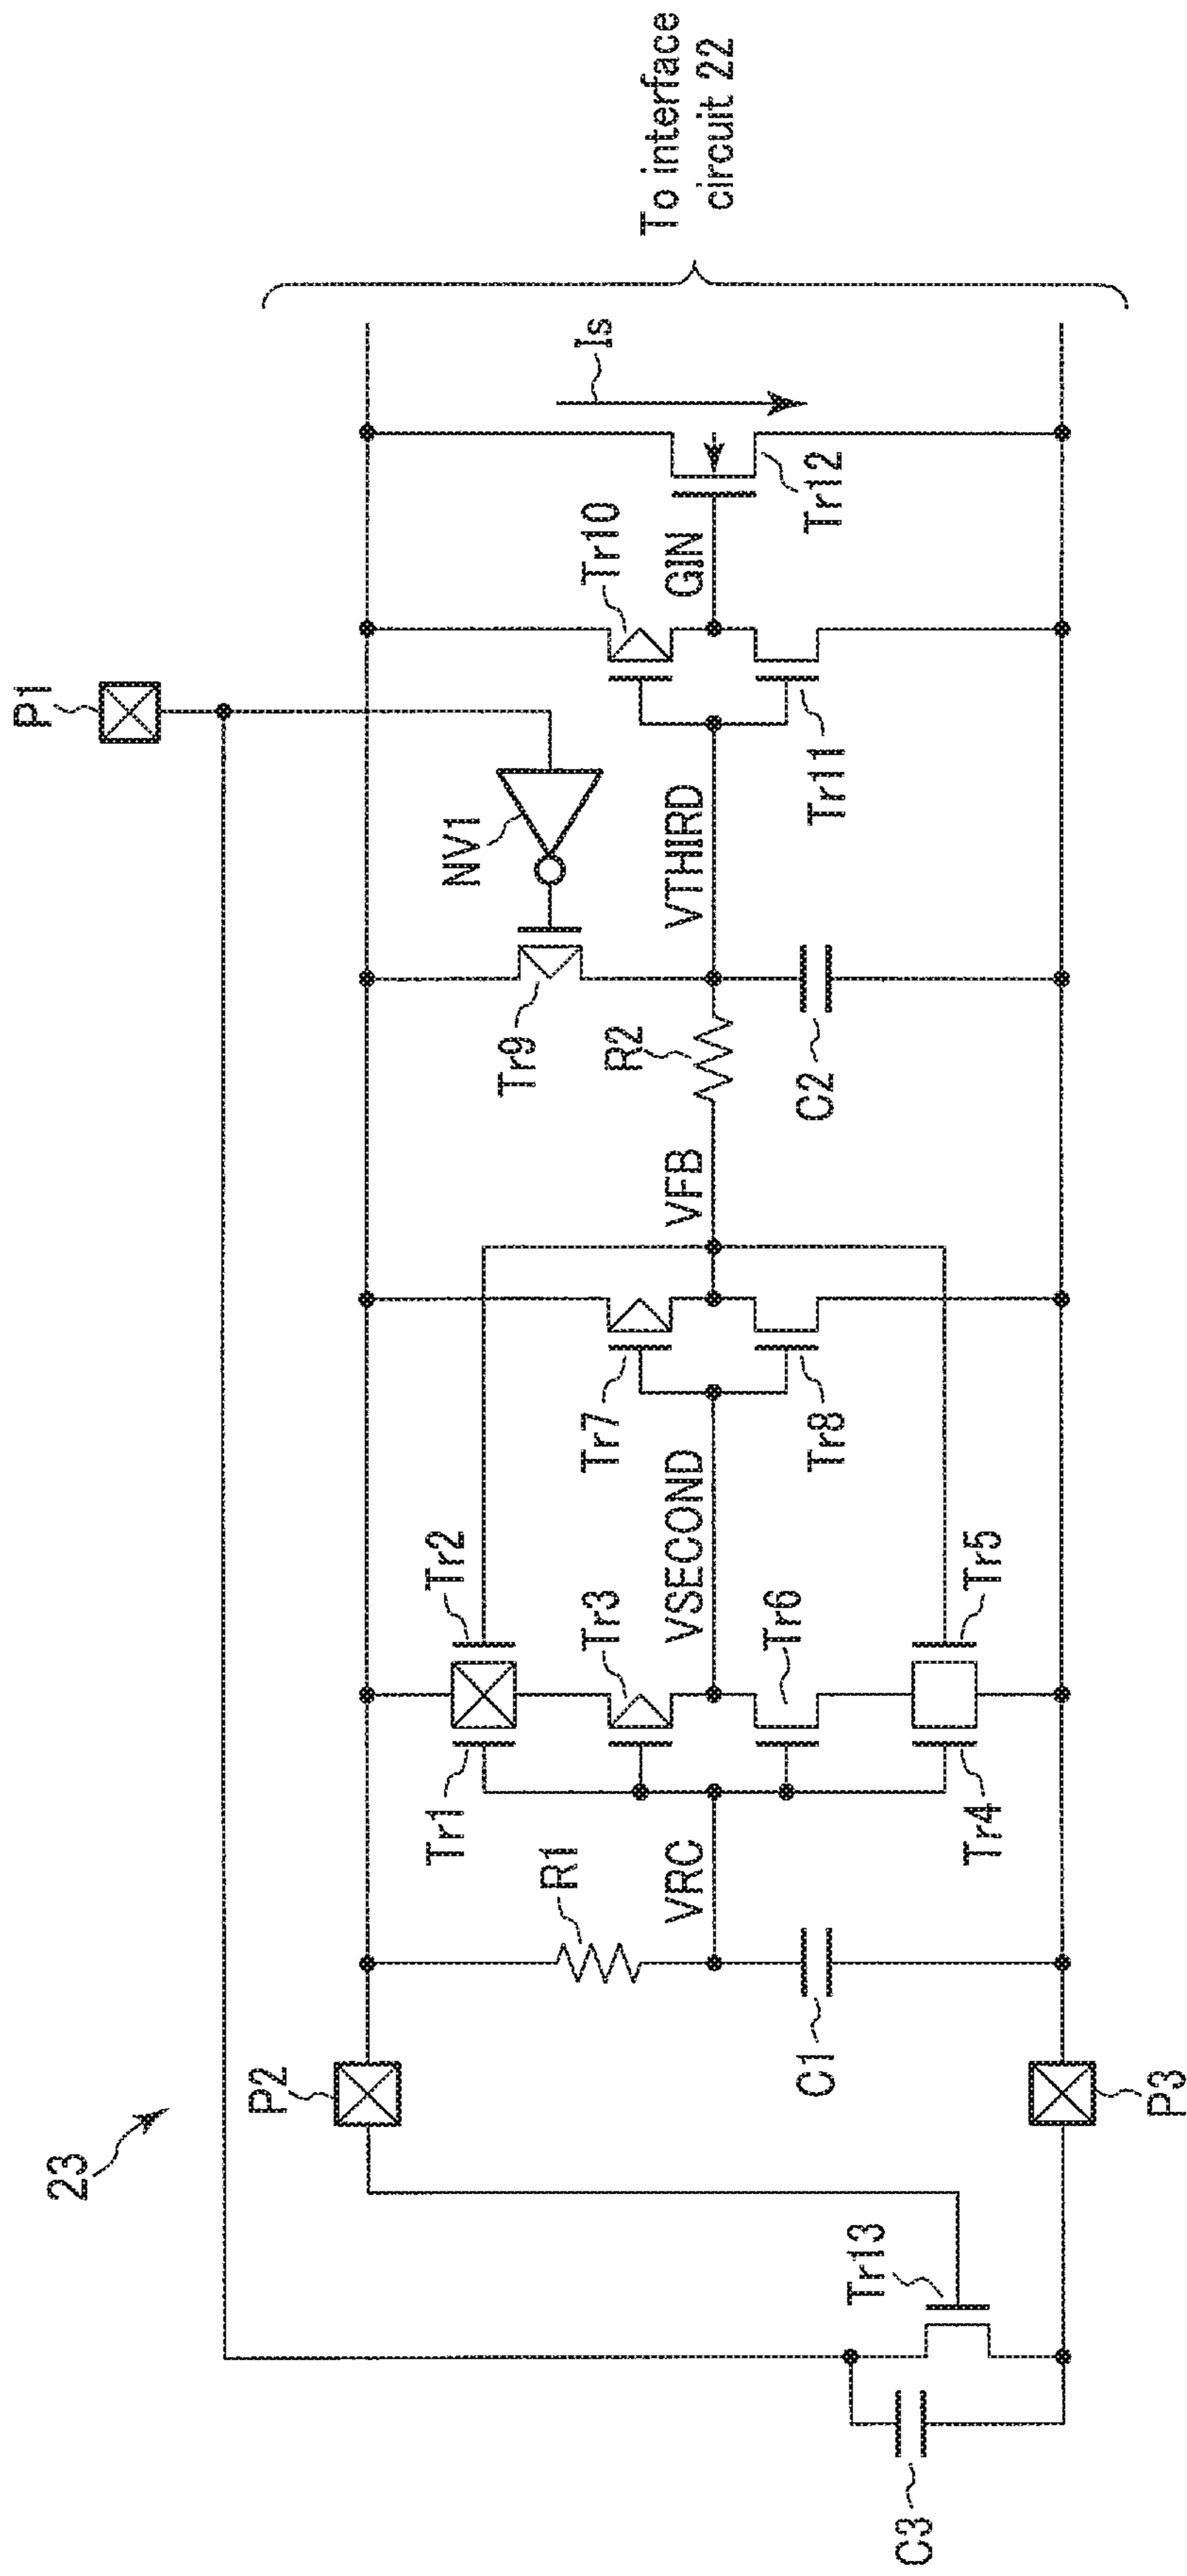 23
P1
P2
P3
C3
Tr13
C1
R1
VRC
Tr1
Tr2
Tr3
Tr6
Tr4
Tr5
VSECOND
Tr7
Tr8
VFB
R2
C2
Tr9
NV1
VTHIRD
Tr10
Tr11
GIN
Tr12
Is
To interface
circuit 22